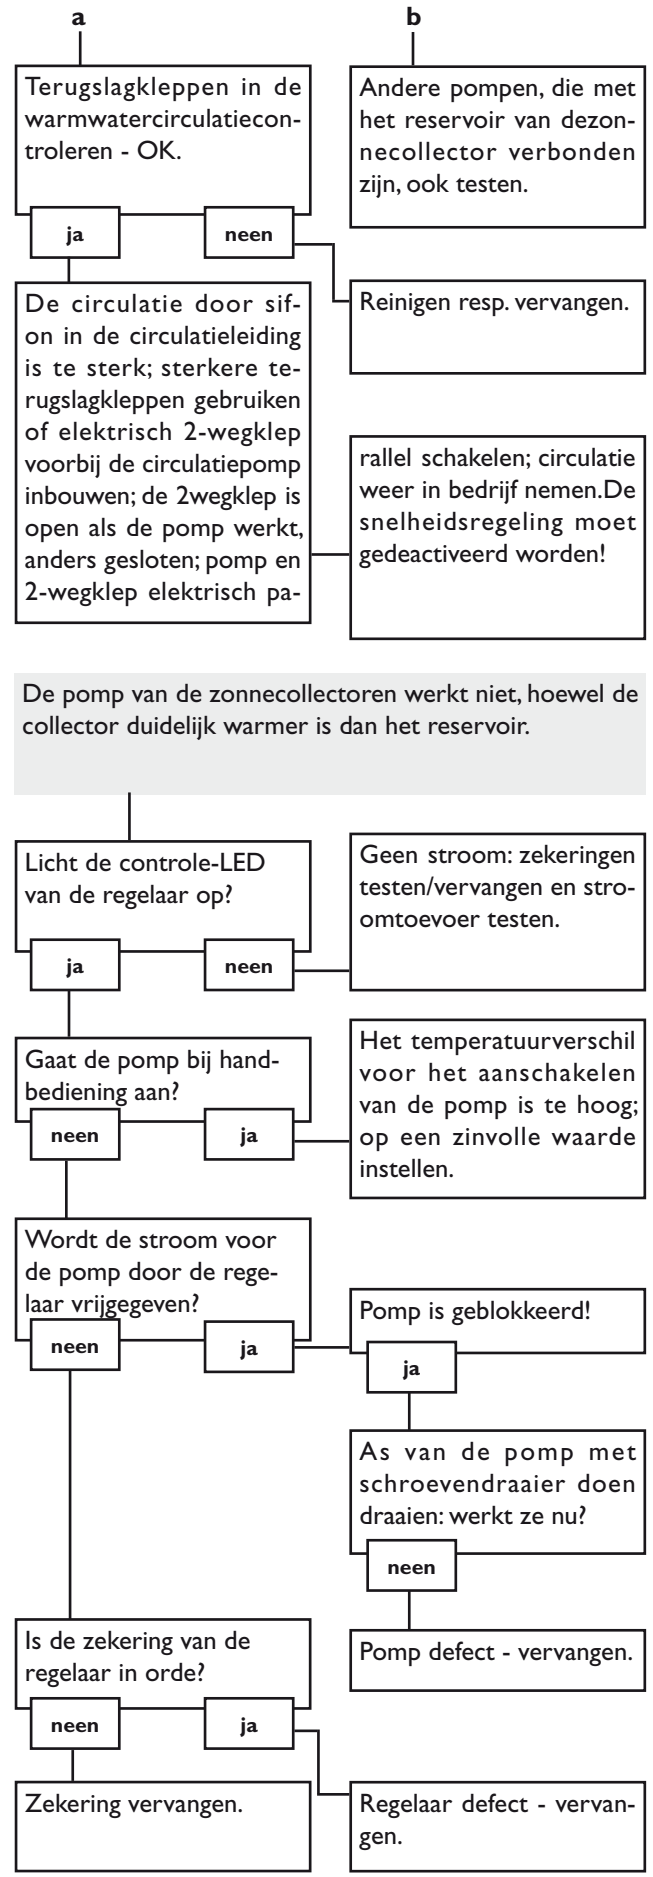 a
Terugslagkleppen in de
warmwatercirculatiecon-
troleren - OK.
ja
neen
b
Andere pompen, die met
het reservoir van dezon-
necollector verbonden
zijn, ook testen.
Reinigen resp. vervangen.
De circulatie door sif-
on in de circulatieleiding
is te sterk; sterkere te-
rugslagkleppen gebruiken
of elektrisch 2-wegklep
voorbij de circulatiepomp
inbouwen; de 2wegklep is
open als de pomp werkt,
anders gesloten; pomp en
2-wegklep elektrisch pa-
rallel schakelen; circulatie
weer in bedrijf nemen.De
snelheidsregeling moet
gedeactiveerd worden!
De pomp van de zonnecollectoren werkt niet, hoewel de
collector duidelijk warmer is dan het reservoir.
Licht de controle-LED
van de regelaar op?
ja
neen
Geen stroom: zekeringen
testen/vervangen en stro-
omtoevoer testen.
Gaat de pomp bij hand-
bediening aan?
neen
ja
Het temperatuurverschil
voor het aanschakelen
van de pomp is te hoog;
op een zinvolle waarde
instellen.
Wordt de stroom voor
de pomp door de rege-
laar vrijgegeven?
neen
ja
Pomp is geblokkeerd!
ja
As van de pomp met
schroevendraaier doen
draaien: werkt ze nu?
neen
Pomp defect - vervangen.
Is de zekering van de
regelaar in orde?
neen
ja
Zekering vervangen.
Regelaar defect - vervan-
gen.